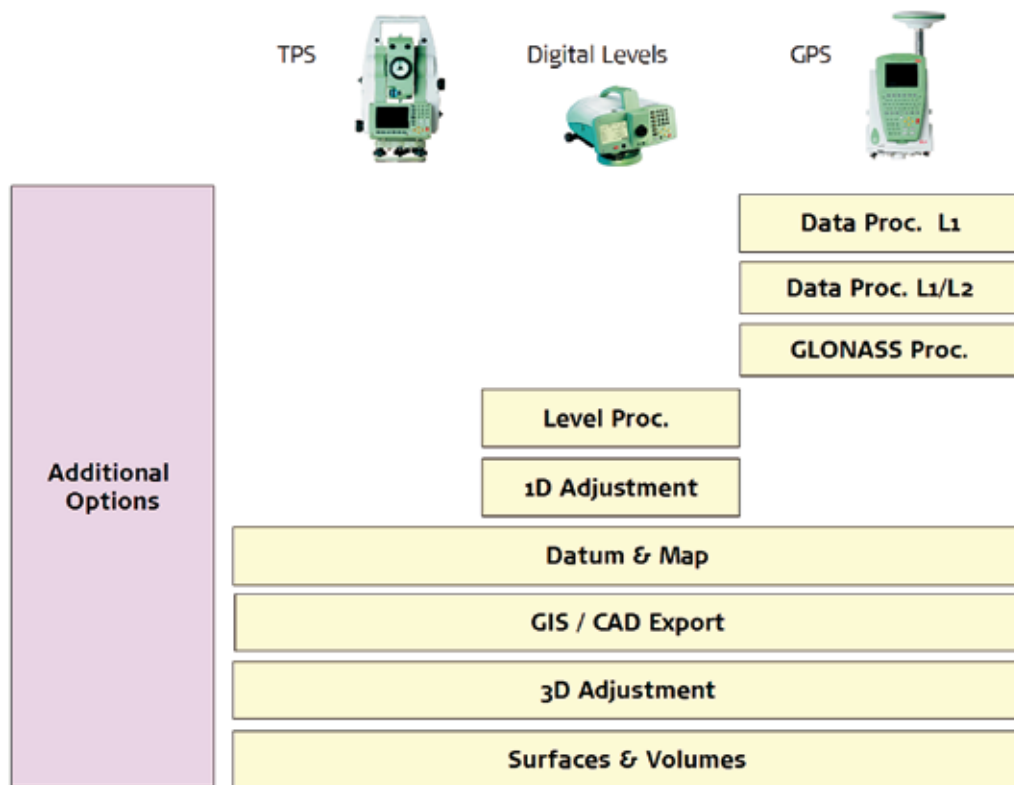 TPS
Digital Levels
GPS
Data Proc. L1
Data Proc. L1/L2
GLONASS Proc.
Level Proc.
1D Adjustment
Additional
Options
Datum & Map
GIS / CAD Export
3D Adjustment
Surfaces & Volumes